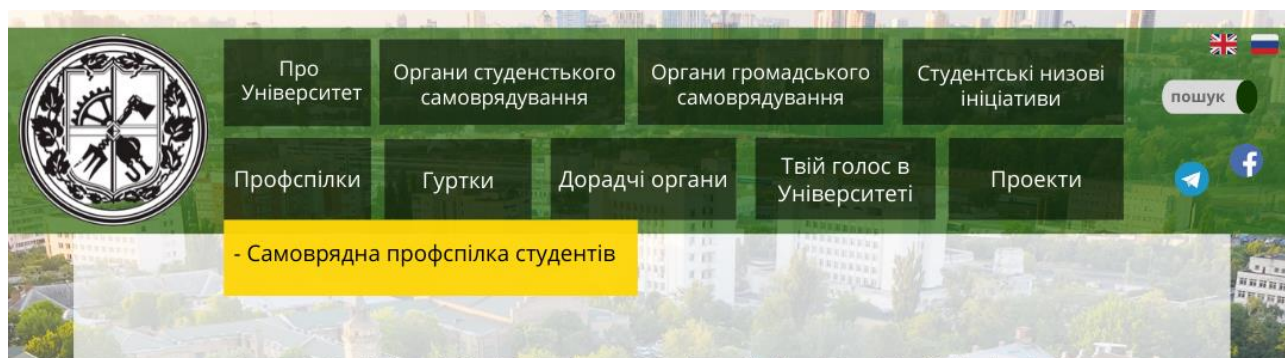 Про
Університет
Органи студенстького
самоврядування
Органи громадського
самоврядування
Студентські низові
ініціативи
пошук
Профспілки
Гуртки
Дорадчі органи
Твій голос в
Університеті
Проекти
- Самоврядна профспілка студентів